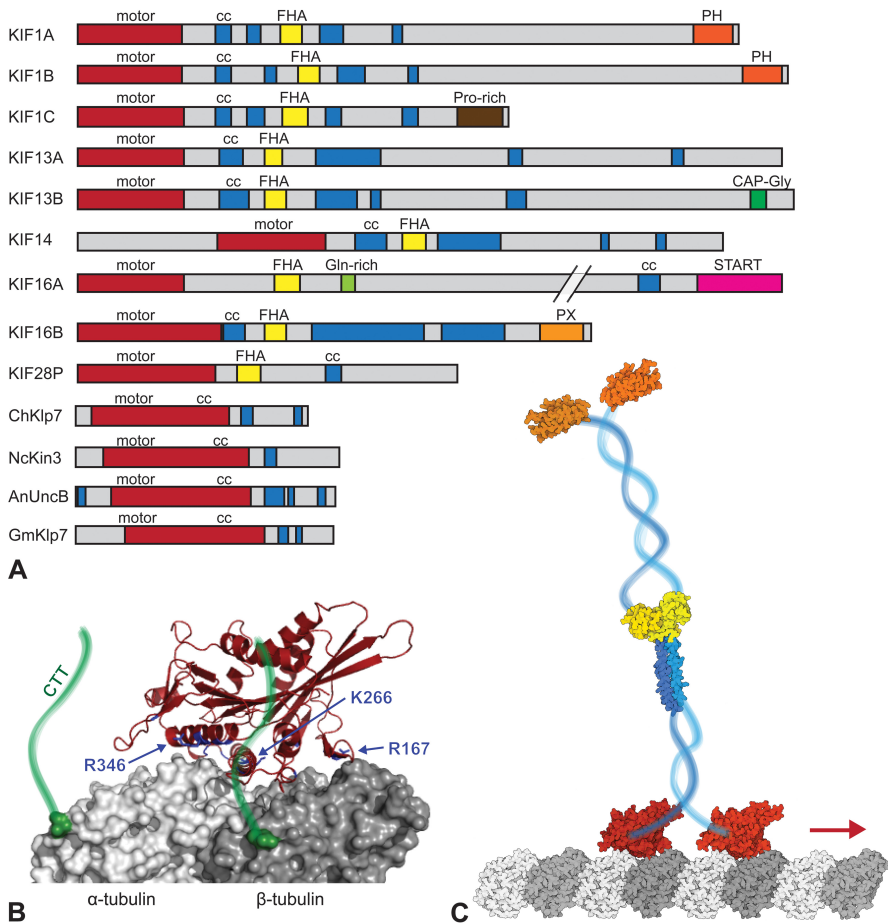 motor cc FHA PH
KIF1A
motor cc FHA PH
KIF1B
motor cc FHA Pro-rich
KIF1C
motor cc FHA
KIF13A
motor cc FHA CAP-Gly
KIF13B
motor cc FHA
KIF14
motor FHA Gln-rich cc START
KIF16A
motor cc FHA PX
KIF16B
motor FHA cc
KIF28P
motor cc
ChKlp7
motor cc
NcKin3
motor cc
AnUncB
motor cc
GmKlp7
A
CTT
K266
R346
R167
α-tubulin β-tubulin
B
C